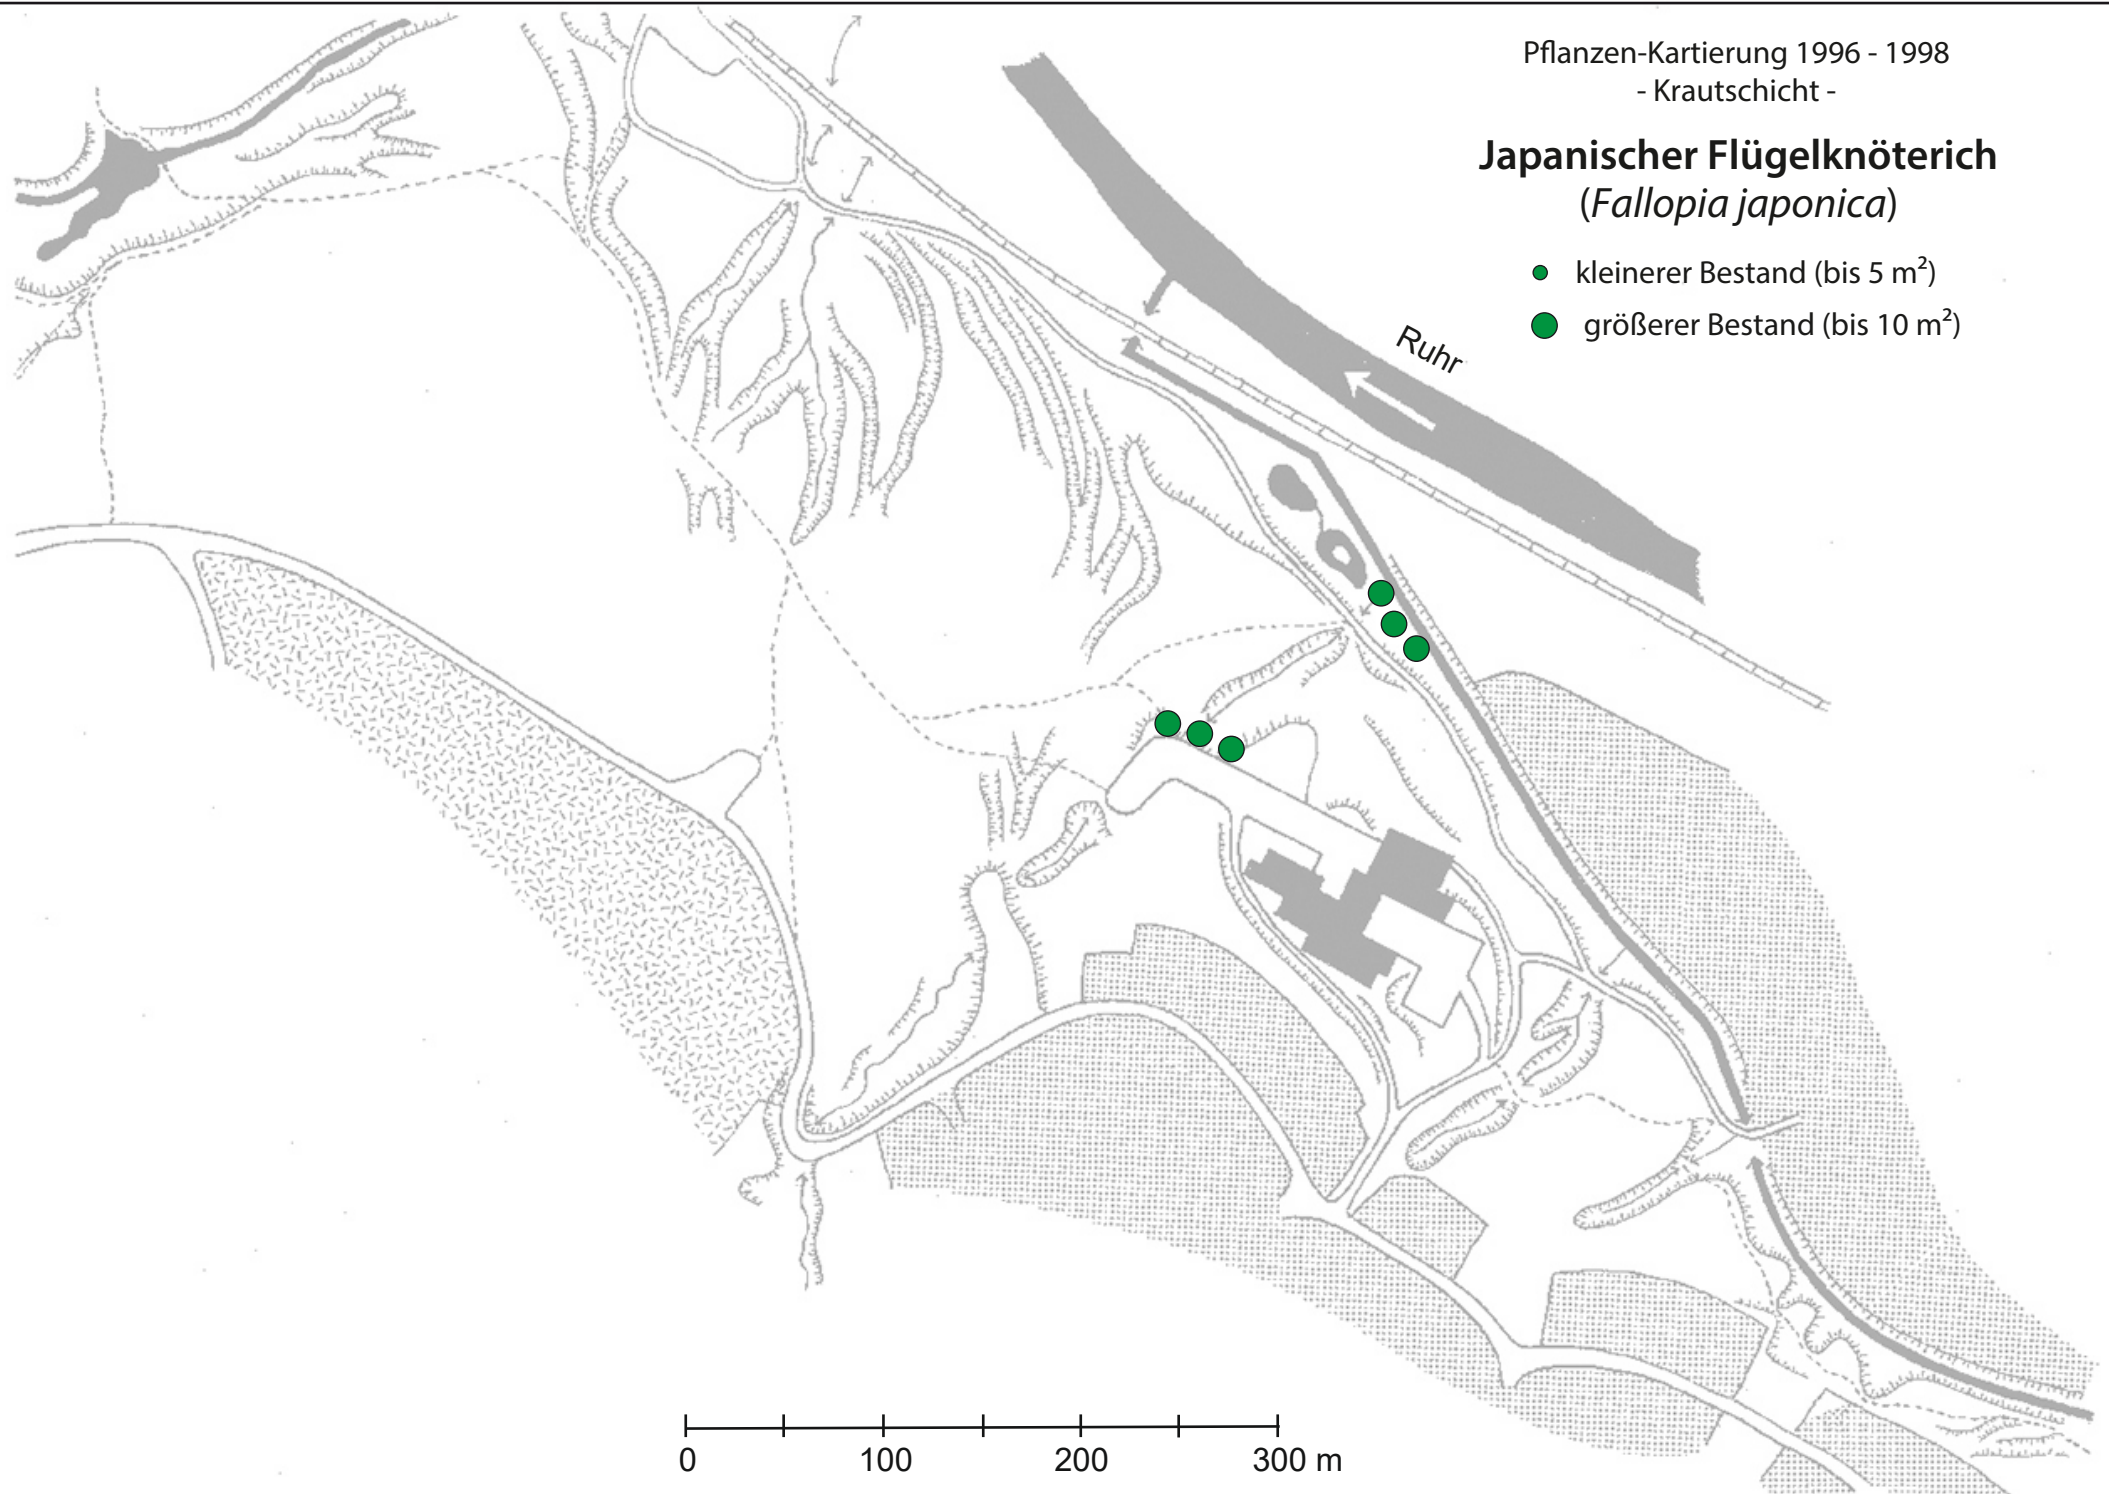 Pflanzen-Kartierung 1996 - 1998
- Krautschicht -
Japanischer Flügelknöterich
(Fallopia japonica)
kleinerer Bestand (bis 5 m²)
größerer Bestand (bis 10 m²)
Ruhr
0 100 200 300 m